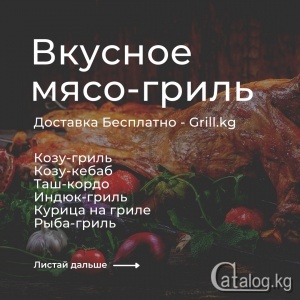 Вкусное
мясо-гриль
Доставка Бесплатно - Grill.kg
Козу-гриль
Козу-кебаб
Таш-кордо
Индюк-гриль
Курица на гриле
Рыба-гриль
Листай дальше
Catalog.kg